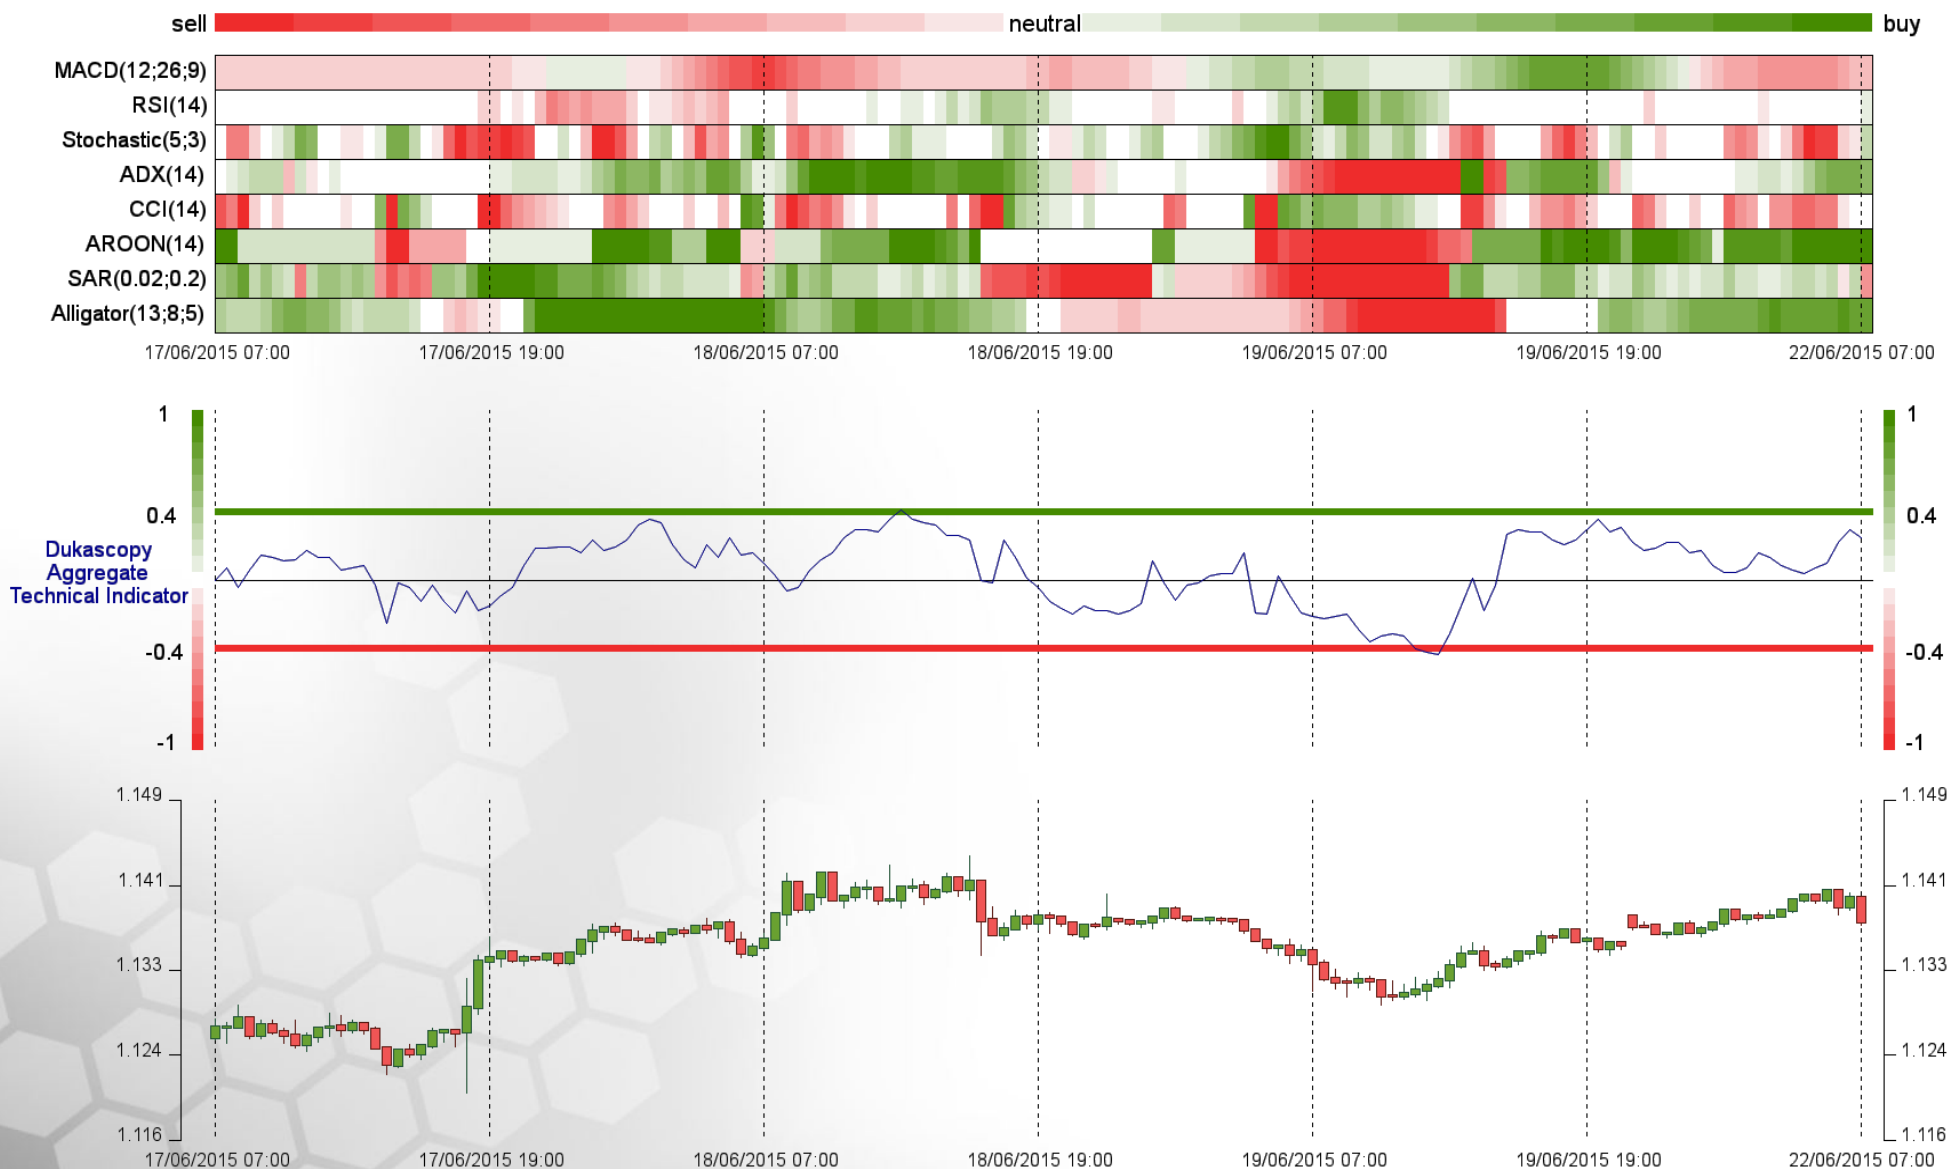 sell neutral buy
MACD(12;26;9)
RSI(14)
Stochastic(5;3)
ADX(14)
CCI(14)
AROON(14)
SAR(0.02;0.2)
Alligator(13;8;5)
17/06/2015 07:00 17/06/2015 19:00 18/06/2015 07:00 18/06/2015 19:00 19/06/2015 07:00 19/06/2015 19:00 22/06/2015 07:00
1 1
0.4 0.4
Dukascopy
Aggregate
Technical Indicator
-0.4 -0.4
-1 -1
1.149 1.149
1.141 1.141
1.133 1.133
1.124 1.124
1.116 1.116
17/06/2015 07:00 17/06/2015 19:00 18/06/2015 07:00 18/06/2015 19:00 19/06/2015 07:00 19/06/2015 19:00 22/06/2015 07:00